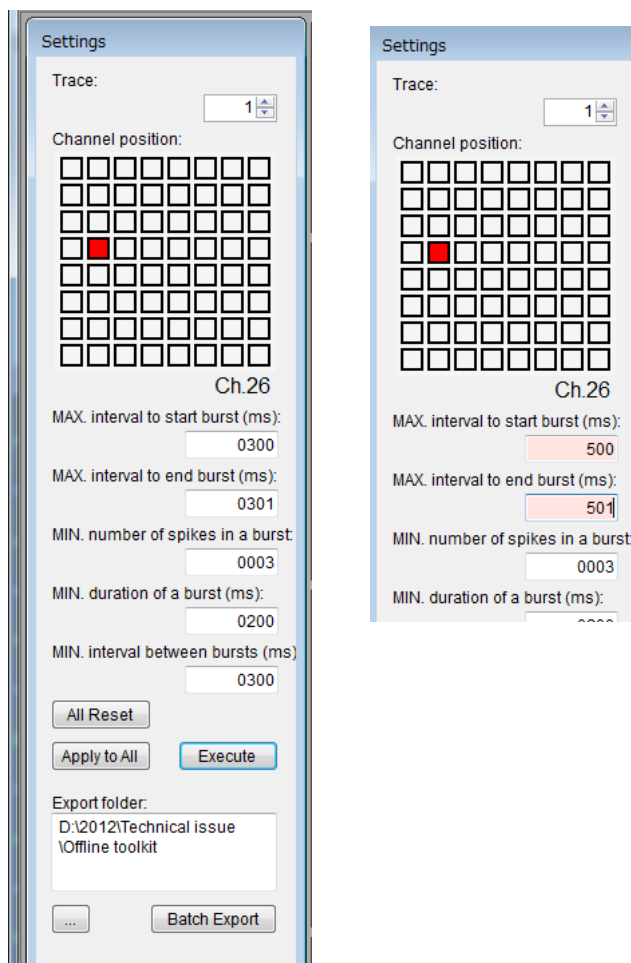 Settings
Trace:
1
Channel position:
Ch.26
MAX. interval to start burst (ms):
0300
MAX. interval to end burst (ms):
0301
MIN. number of spikes in a burst:
0003
MIN. duration of a burst (ms):
0200
MIN. interval between bursts (ms)
0300
All Reset
Apply to All Execute
Export folder:
D:\2012\Technical issue
\Offline toolkit
... Batch Export
Settings
Trace:
1
Channel position:
Ch.26
MAX. interval to start burst (ms):
500
MAX. interval to end burst (ms):
501
MIN. number of spikes in a burst:
0003
MIN. duration of a burst (ms):